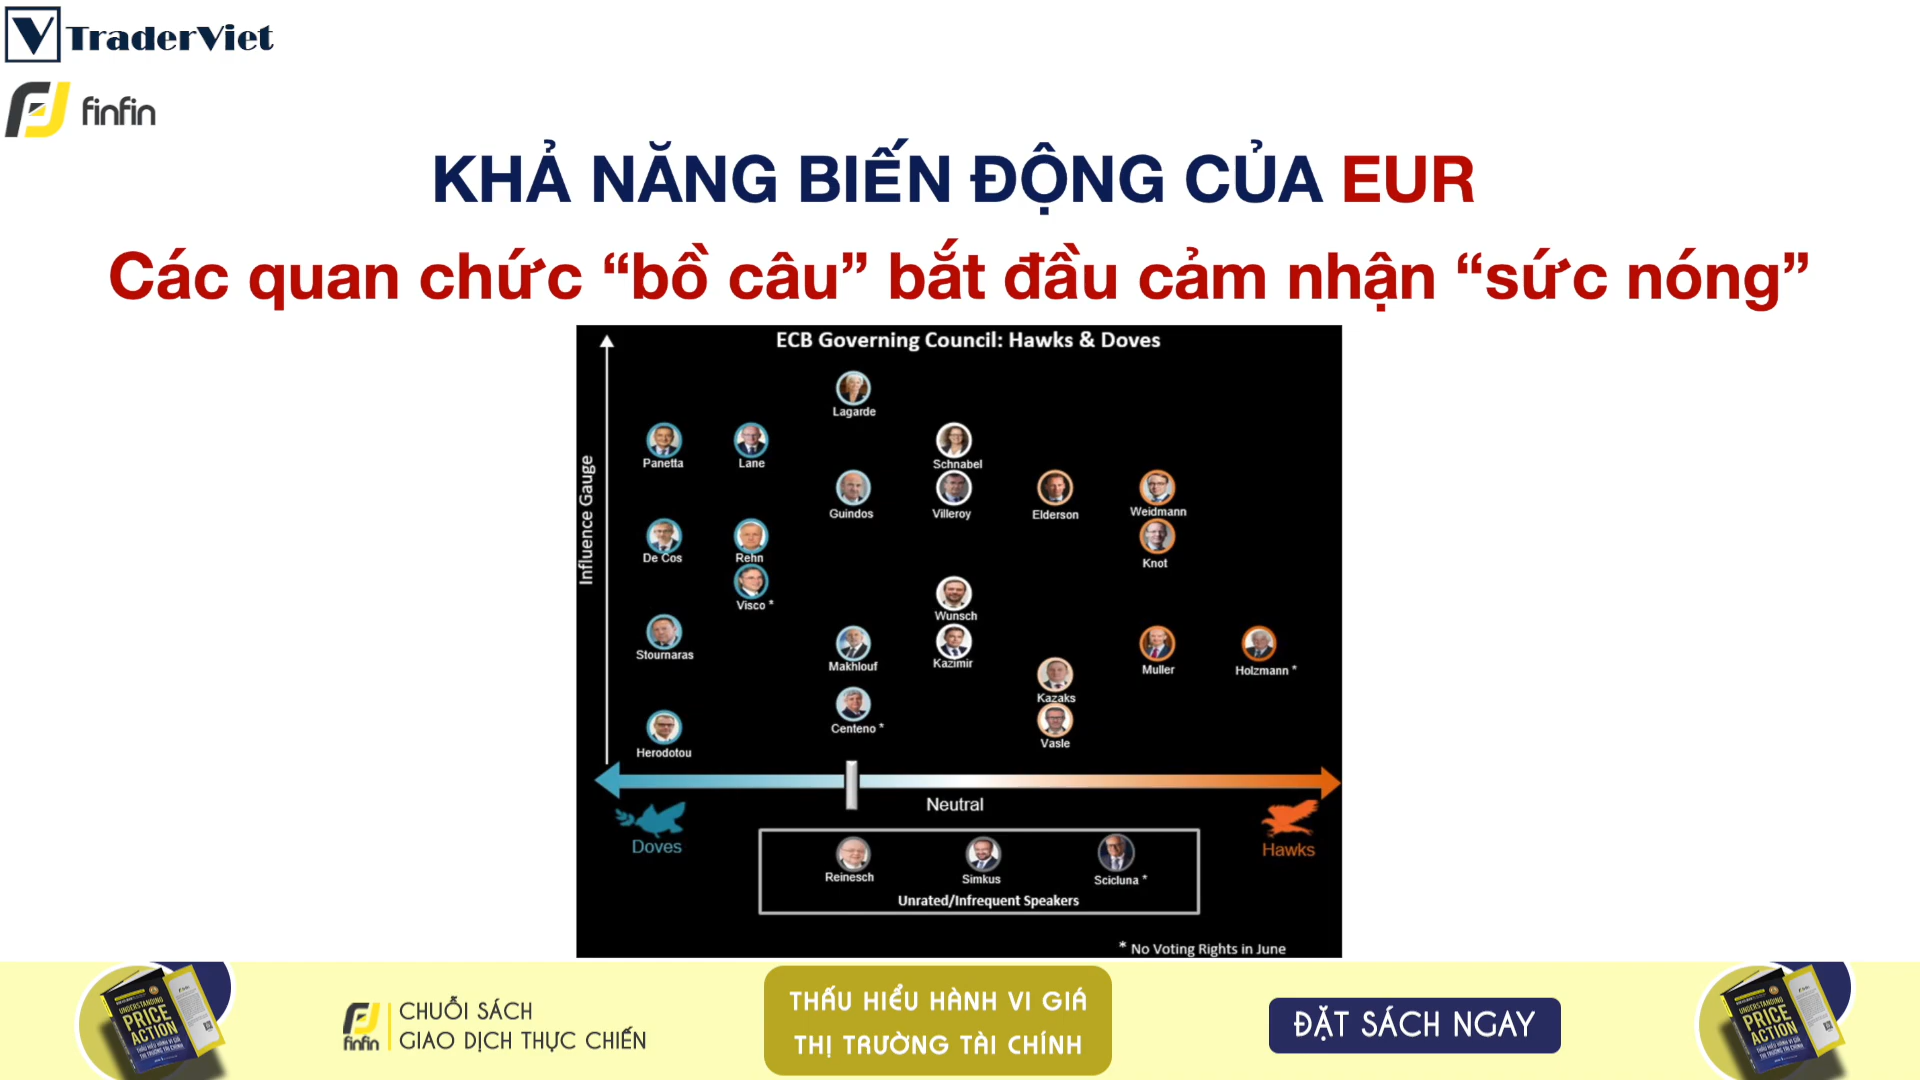 TraderViet
finfin
KHẢ NĂNG BIẾN ĐỘNG CỦA EUR
Các quan chức “bồ câu” bắt đầu cảm nhận “sức nóng”
ECB Governing Council: Hawks & Doves
Influence Gauge
Lagarde
Panetta
Lane
Schnabel
Guindos
Villeroy
Elderson
Weidmann
De Cos
Rehn
Knot
Visco *
Wunsch
Stournaras
Makhlouf
Kazimir
Muller
Holzmann *
Kazaks
Centeno *
Vasle
Herodotou
Neutral
Doves
Hawks
Reinesch
Simkus
Scicluna *
Unrated/Infrequent Speakers
* No Voting Rights in June
UNDERSTANDING
PRICE
ACTION
finfin
CHUỖI SÁCH
GIAO DỊCH THỰC CHIẾN
THẤU HIỂU HÀNH VI GIÁ
THỊ TRƯỜNG TÀI CHÍNH
ĐẶT SÁCH NGAY
UNDERSTANDING
PRICE
ACTION